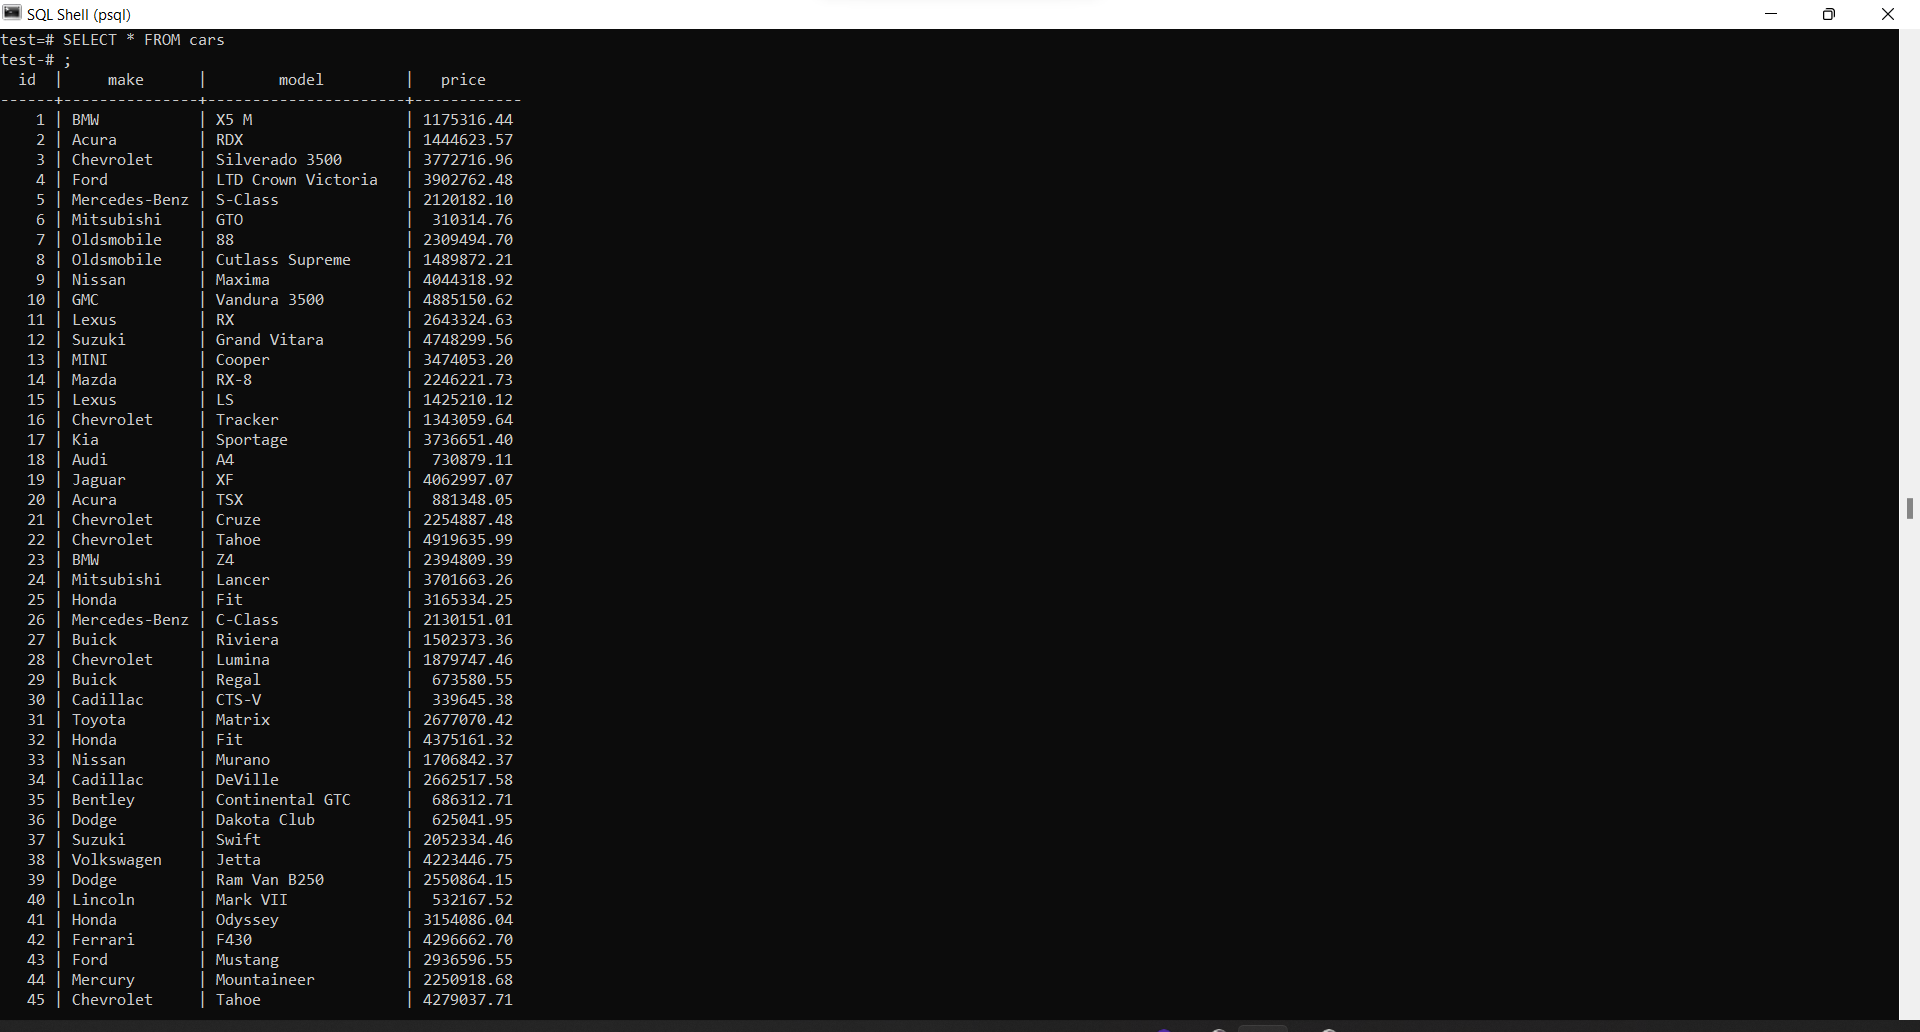 SQL Shell (psql)
test=# SELECT * FROM cars
test-# ;
  id  |     make      |        model         |   price
------+---------------+----------------------+------------
    1 | BMW           | X5 M                 | 1175316.44
    2 | Acura         | RDX                  | 1444623.57
    3 | Chevrolet     | Silverado 3500       | 3772716.96
    4 | Ford          | LTD Crown Victoria   | 3902762.48
    5 | Mercedes-Benz | S-Class              | 2120182.10
    6 | Mitsubishi    | GTO                  |  310314.76
    7 | Oldsmobile    | 88                   | 2309494.70
    8 | Oldsmobile    | Cutlass Supreme      | 1489872.21
    9 | Nissan        | Maxima               | 4044318.92
   10 | GMC           | Vandura 3500         | 4885150.62
   11 | Lexus         | RX                   | 2643324.63
   12 | Suzuki        | Grand Vitara         | 4748299.56
   13 | MINI          | Cooper               | 3474053.20
   14 | Mazda         | RX-8                 | 2246221.73
   15 | Lexus         | LS                   | 1425210.12
   16 | Chevrolet     | Tracker              | 1343059.64
   17 | Kia           | Sportage             | 3736651.40
   18 | Audi          | A4                   |  730879.11
   19 | Jaguar        | XF                   | 4062997.07
   20 | Acura         | TSX                  |  881348.05
   21 | Chevrolet     | Cruze                | 2254887.48
   22 | Chevrolet     | Tahoe                | 4919635.99
   23 | BMW           | Z4                   | 2394809.39
   24 | Mitsubishi    | Lancer               | 3701663.26
   25 | Honda         | Fit                  | 3165334.25
   26 | Mercedes-Benz | C-Class              | 2130151.01
   27 | Buick         | Riviera              | 1502373.36
   28 | Chevrolet     | Lumina               | 1879747.46
   29 | Buick         | Regal                |  673580.55
   30 | Cadillac      | CTS-V                |  339645.38
   31 | Toyota        | Matrix               | 2677070.42
   32 | Honda         | Fit                  | 4375161.32
   33 | Nissan        | Murano               | 1706842.37
   34 | Cadillac      | DeVille              | 2662517.58
   35 | Bentley       | Continental GTC      |  686312.71
   36 | Dodge         | Dakota Club          |  625041.95
   37 | Suzuki        | Swift                | 2052334.46
   38 | Volkswagen    | Jetta                | 4223446.75
   39 | Dodge         | Ram Van B250         | 2550864.15
   40 | Lincoln       | Mark VII             |  532167.52
   41 | Honda         | Odyssey              | 3154086.04
   42 | Ferrari       | F430                 | 4296662.70
   43 | Ford          | Mustang              | 2936596.55
   44 | Mercury       | Mountaineer          | 2250918.68
   45 | Chevrolet     | Tahoe                | 4279037.71